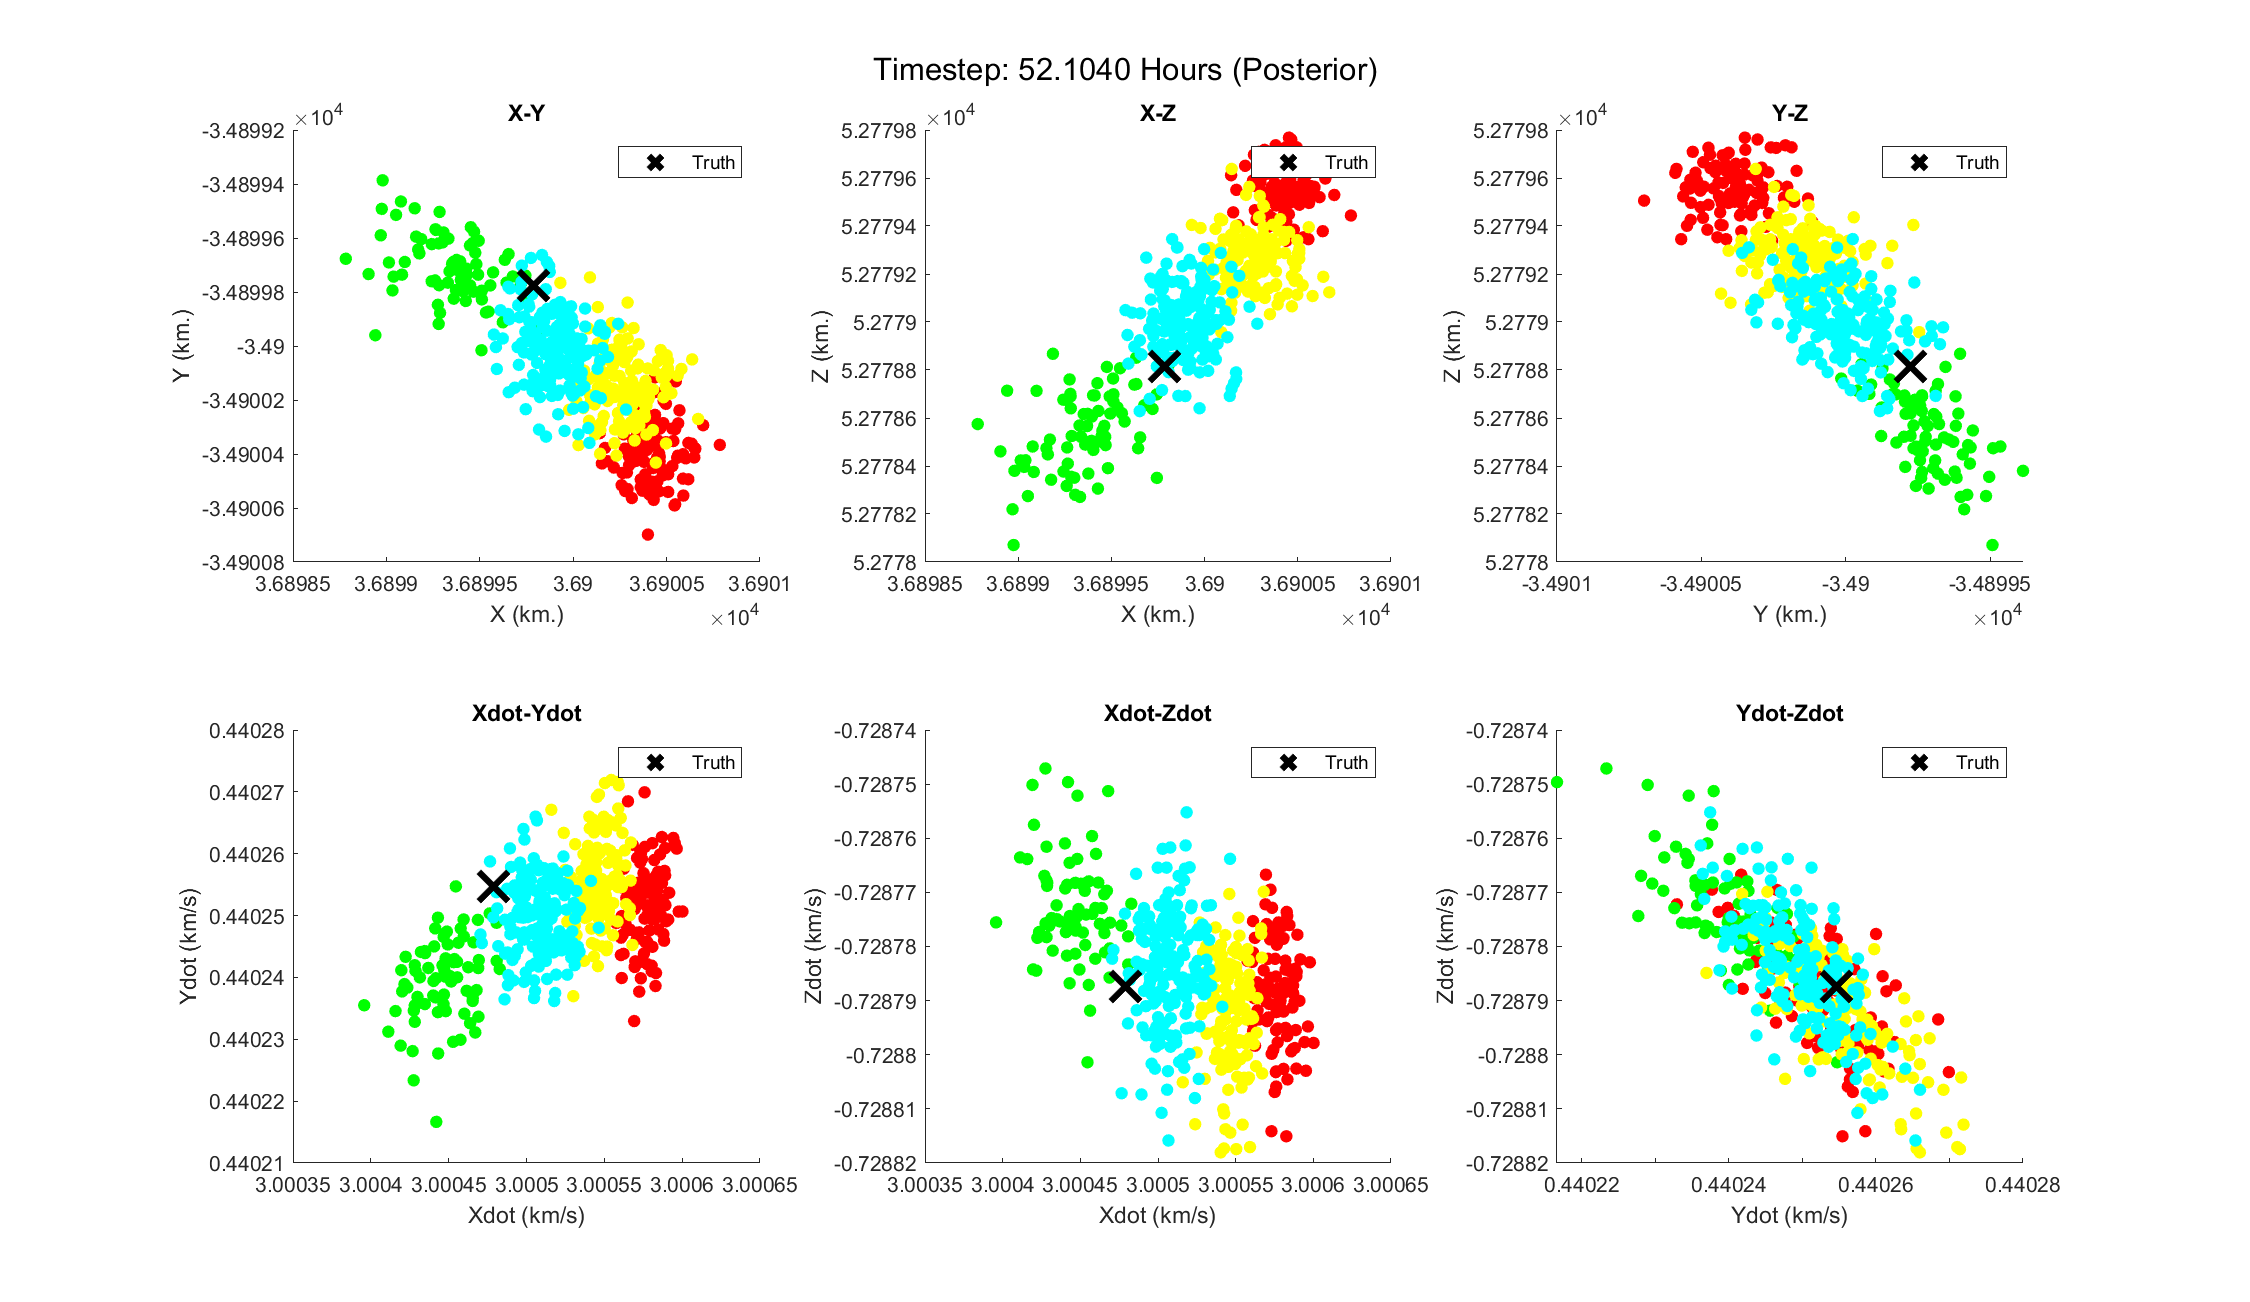 Timestep: 52.1040 Hours (Posterior)
X-Y
×10^4
-3.48992
-3.48994
-3.48996
-3.48998
-3.49
-3.49002
-3.49004
-3.49006
-3.49008
Y (km.)
Truth
3.68985 3.6899 3.68995 3.69 3.69005 3.6901
X (km.)
×10^4
X-Z
×10^4
5.27798
5.27796
5.27794
5.27792
5.2779
5.27788
5.27786
5.27784
5.27782
5.2778
Z (km.)
Truth
3.68985 3.6899 3.68995 3.69 3.69005 3.6901
X (km.)
×10^4
Y-Z
×10^4
5.27798
5.27796
5.27794
5.27792
5.2779
5.27788
5.27786
5.27784
5.27782
5.2778
Z (km.)
Truth
-3.4901 -3.49005 -3.49 -3.48995
Y (km.)
×10^4
Xdot-Ydot
0.44028
0.44027
0.44026
0.44025
0.44024
0.44023
0.44022
0.44021
Ydot (km/s)
Truth
3.00035 3.0004 3.00045 3.0005 3.00055 3.0006 3.00065
Xdot (km/s)
Xdot-Zdot
-0.72874
-0.72875
-0.72876
-0.72877
-0.72878
-0.72879
-0.7288
-0.72881
-0.72882
Zdot (km/s)
Truth
3.00035 3.0004 3.00045 3.0005 3.00055 3.0006 3.00065
Xdot (km/s)
Ydot-Zdot
-0.72874
-0.72875
-0.72876
-0.72877
-0.72878
-0.72879
-0.7288
-0.72881
-0.72882
Zdot (km/s)
Truth
0.44022 0.44024 0.44026 0.44028
Ydot (km/s)